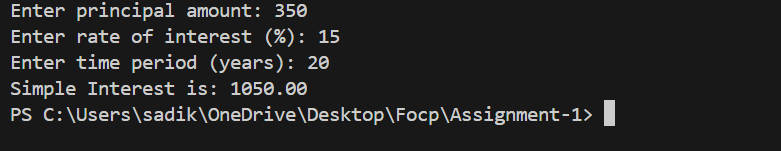 Enter principal amount: 350
Enter rate of interest (%): 15
Enter time period (years): 20
Simple Interest is: 1050.00
PS C:\Users\sadik\OneDrive\Desktop\Focp\Assignment-1>